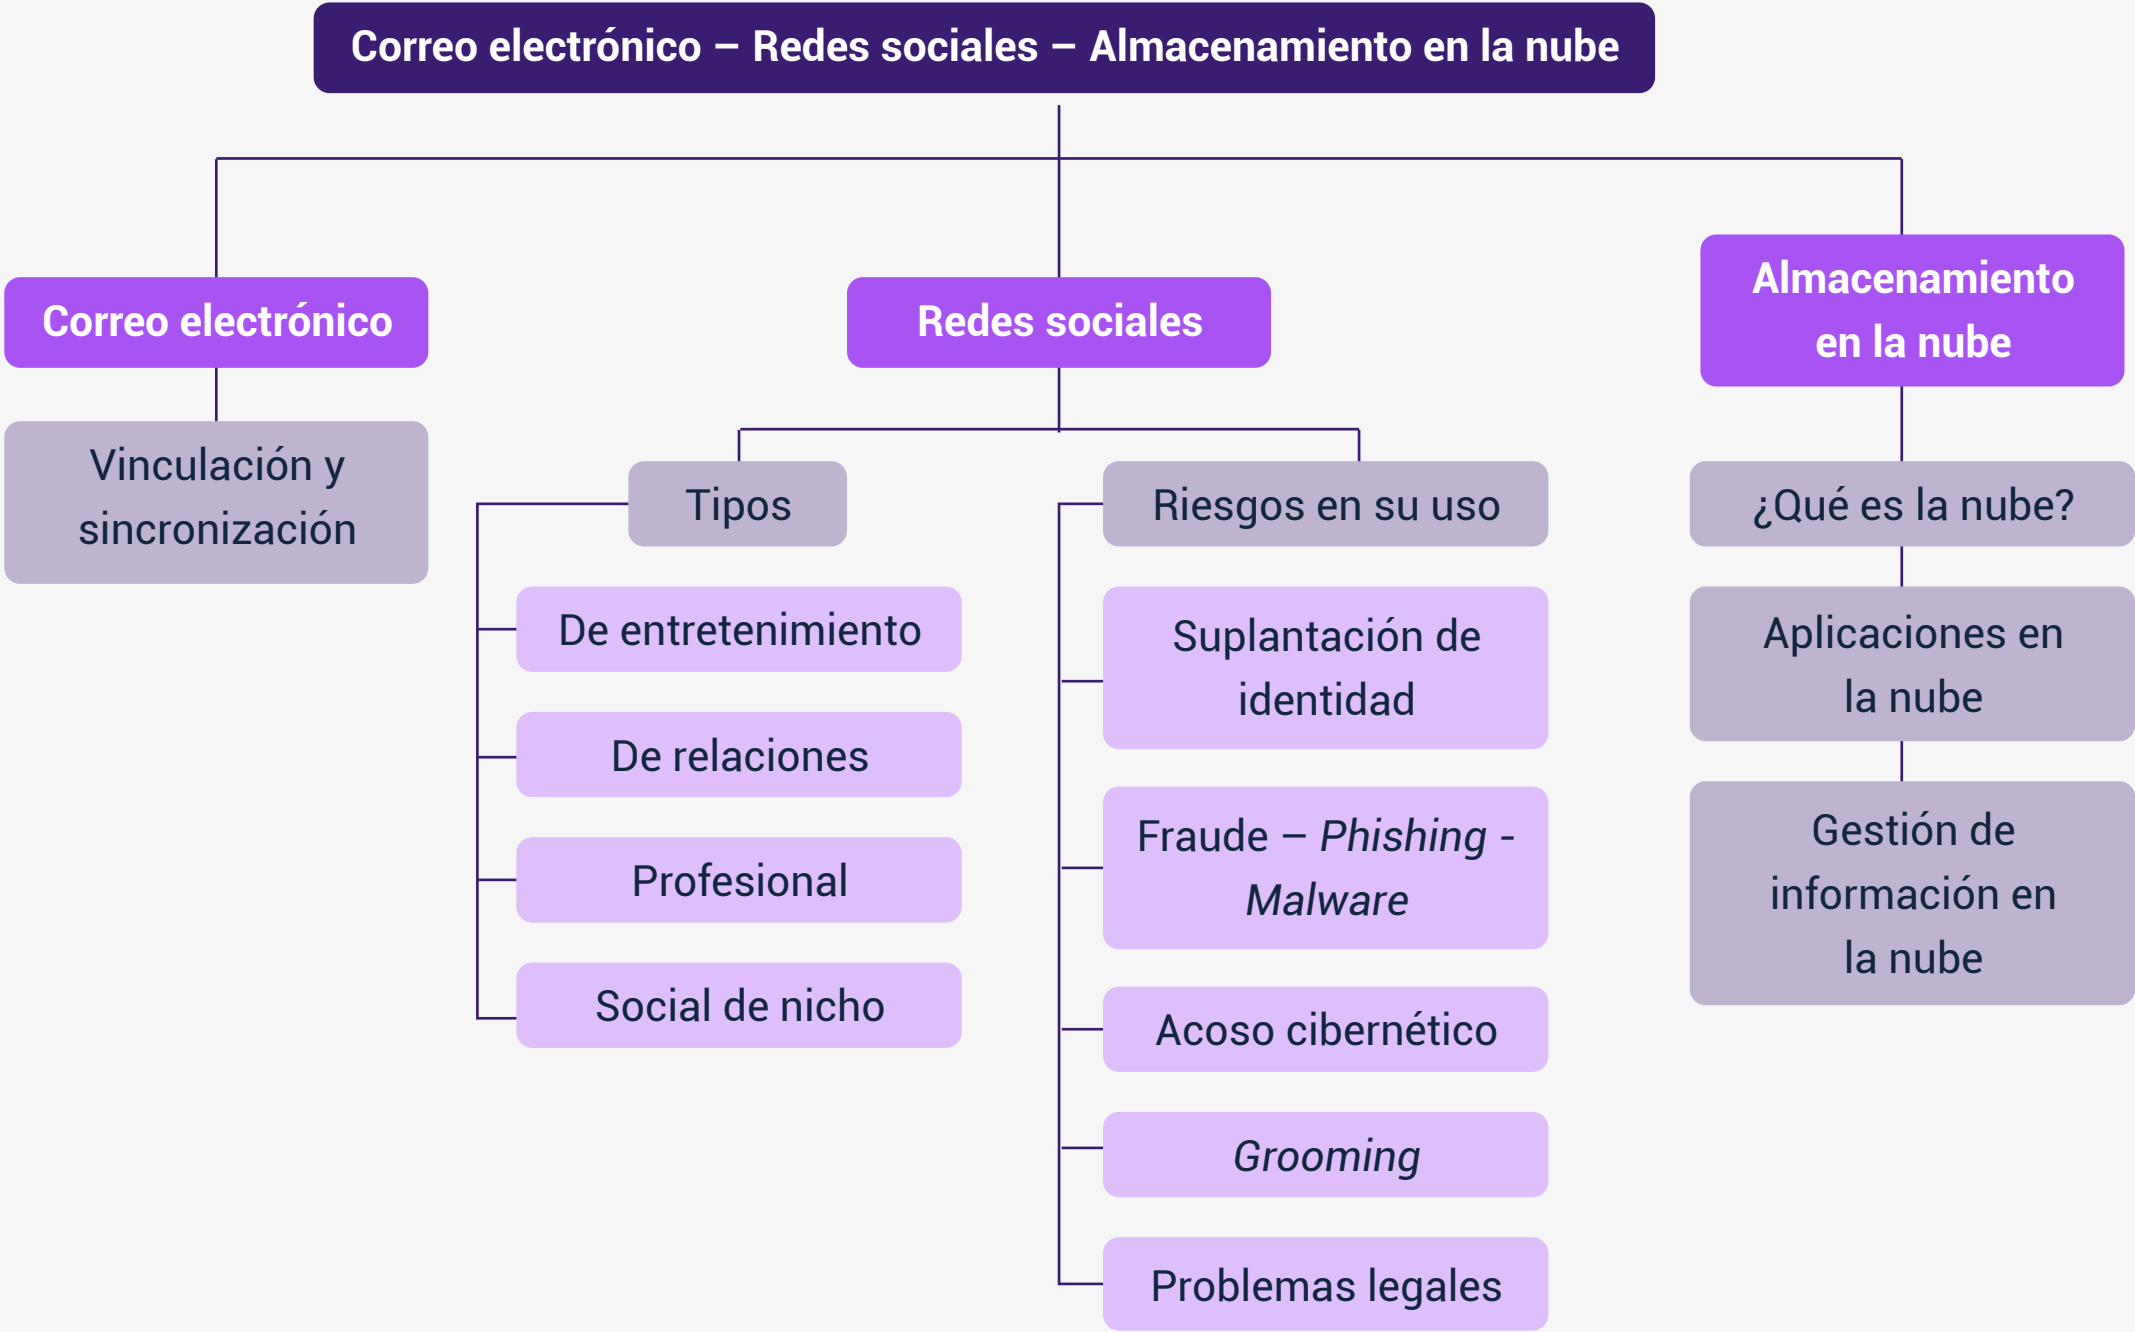 Correo electrónico – Redes sociales – Almacenamiento en la nube
Correo electrónico
Vinculación y
sincronización
Redes sociales
Tipos
De entretenimiento
De relaciones
Profesional
Social de nicho
Riesgos en su uso
Suplantación de
identidad
Fraude – Phishing -
Malware
Acoso cibernético
Grooming
Problemas legales
Almacenamiento
en la nube
¿Qué es la nube?
Aplicaciones en
la nube
Gestión de
información en
la nube